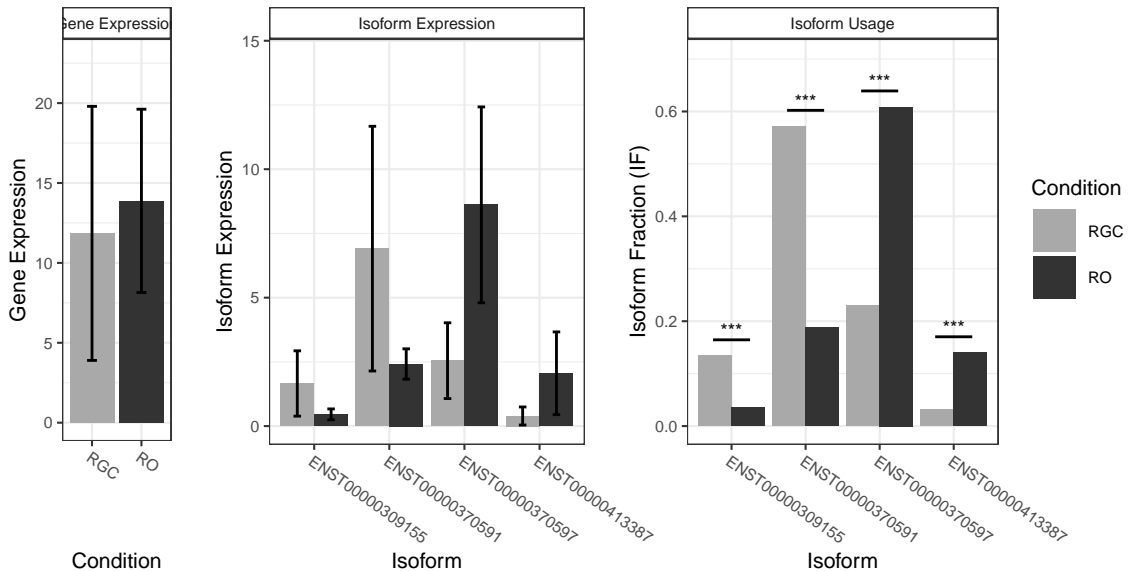 Gene Expression
Gene Expression
20
15
10
5
0
RGC
RO
Condition
Isoform Expression
Isoform Expression
15
10
5
0
ENST00000309155
ENST00000370591
ENST00000370597
ENST00000413387
Isoform
Isoform Usage
Isoform Fraction (IF)
0.6
0.4
0.2
0.0
***
***
***
***
ENST00000309155
ENST00000370591
ENST00000370597
ENST00000413387
Isoform
Condition
RGC
RO